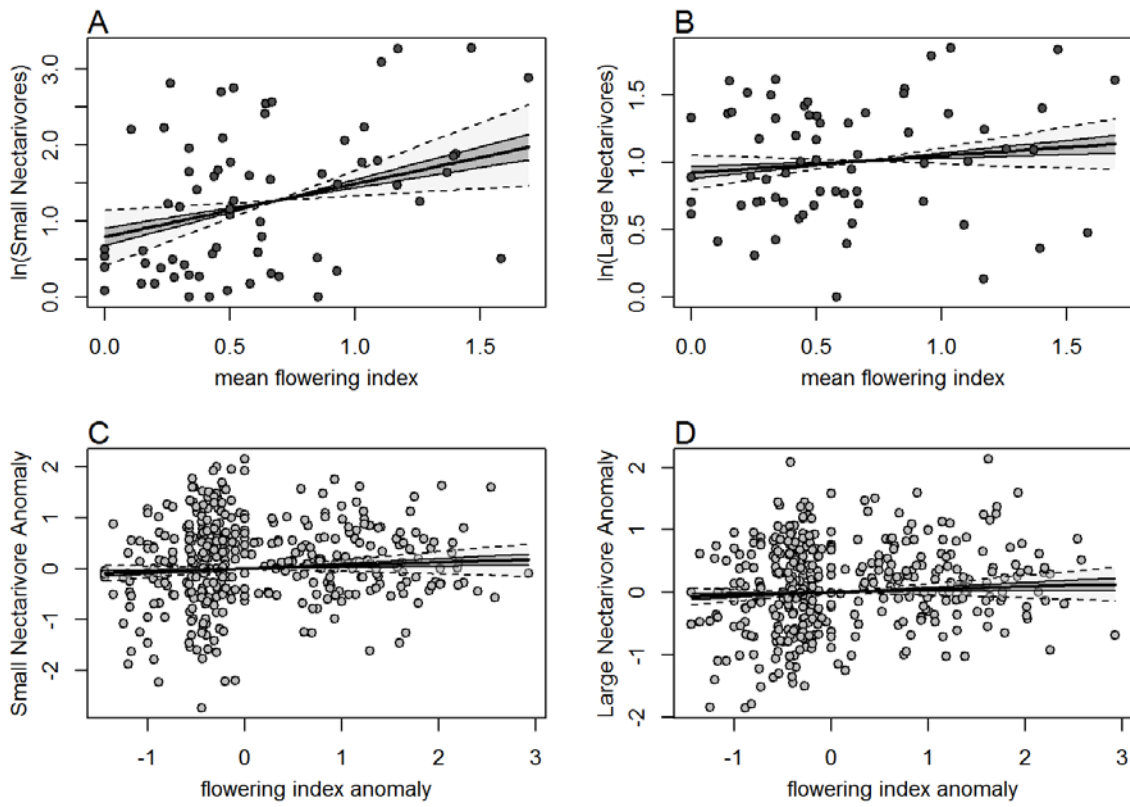 A
ln(Small Nectarivores)
3.0
2.0
1.0
0.0
0.0 0.5 1.0 1.5
mean flowering index
B
ln(Large Nectarivores)
1.5
1.0
0.5
0.0
0.0 0.5 1.0 1.5
mean flowering index
C
Small Nectarivore Anomaly
2
1
0
-1
-2
-1 0 1 2 3
flowering index anomaly
D
Large Nectarivore Anomaly
2
1
0
-1
-2
-1 0 1 2 3
flowering index anomaly